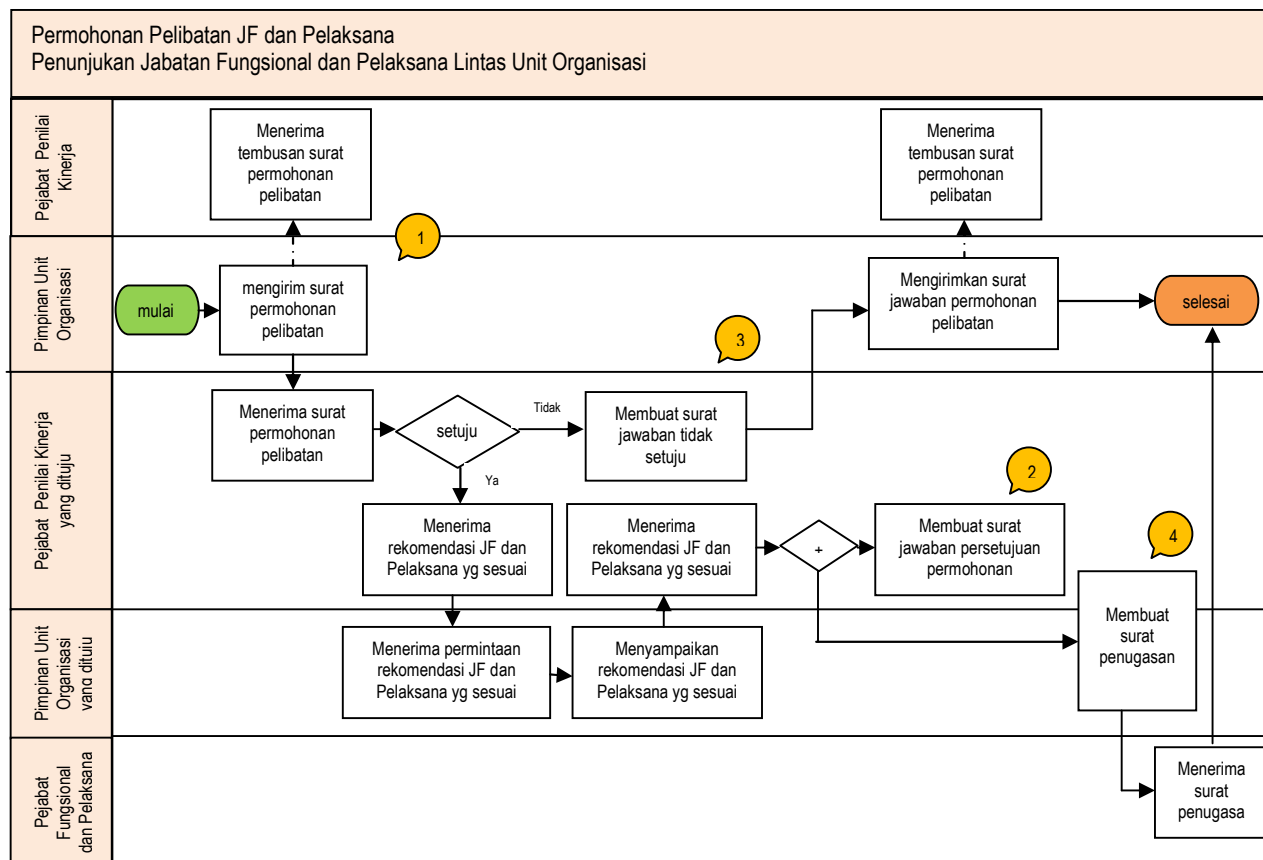 Permohonan Pelibatan JF dan Pelaksana
Penunjukan Jabatan Fungsional dan Pelaksana Lintas Unit Organisasi
Pejabat Penilai
Kinerja
Menerima
tembusan surat
permohonan
pelibatan
Menerima
tembusan surat
permohonan
pelibatan
Pimpinan Unit
Organisasi
1
mulai
mengirim surat
permohonan
pelibatan
Mengirimkan surat
jawaban permohonan
pelibatan
selesai
3
Pejabat Penilai Kinerja
yang dituju
Menerima surat
permohonan
pelibatan
setuju
Tidak
Membuat surat
jawaban tidak
setuju
Ya
2
4
Menerima
rekomendasi JF dan
Pelaksana yg sesuai
Menerima
rekomendasi JF dan
Pelaksana yg sesuai
+
Membuat surat
jawaban persetujuan
permohonan
Membuat
surat
penugasan
Pimpinan Unit
Organisasi
yang dituju
Menerima permintaan
rekomendasi JF dan
Pelaksana yg sesuai
Menyampaikan
rekomendasi JF dan
Pelaksana yg sesuai
Pejabat
Fungsional
dan Pelaksana
Menerima
surat
penugasa